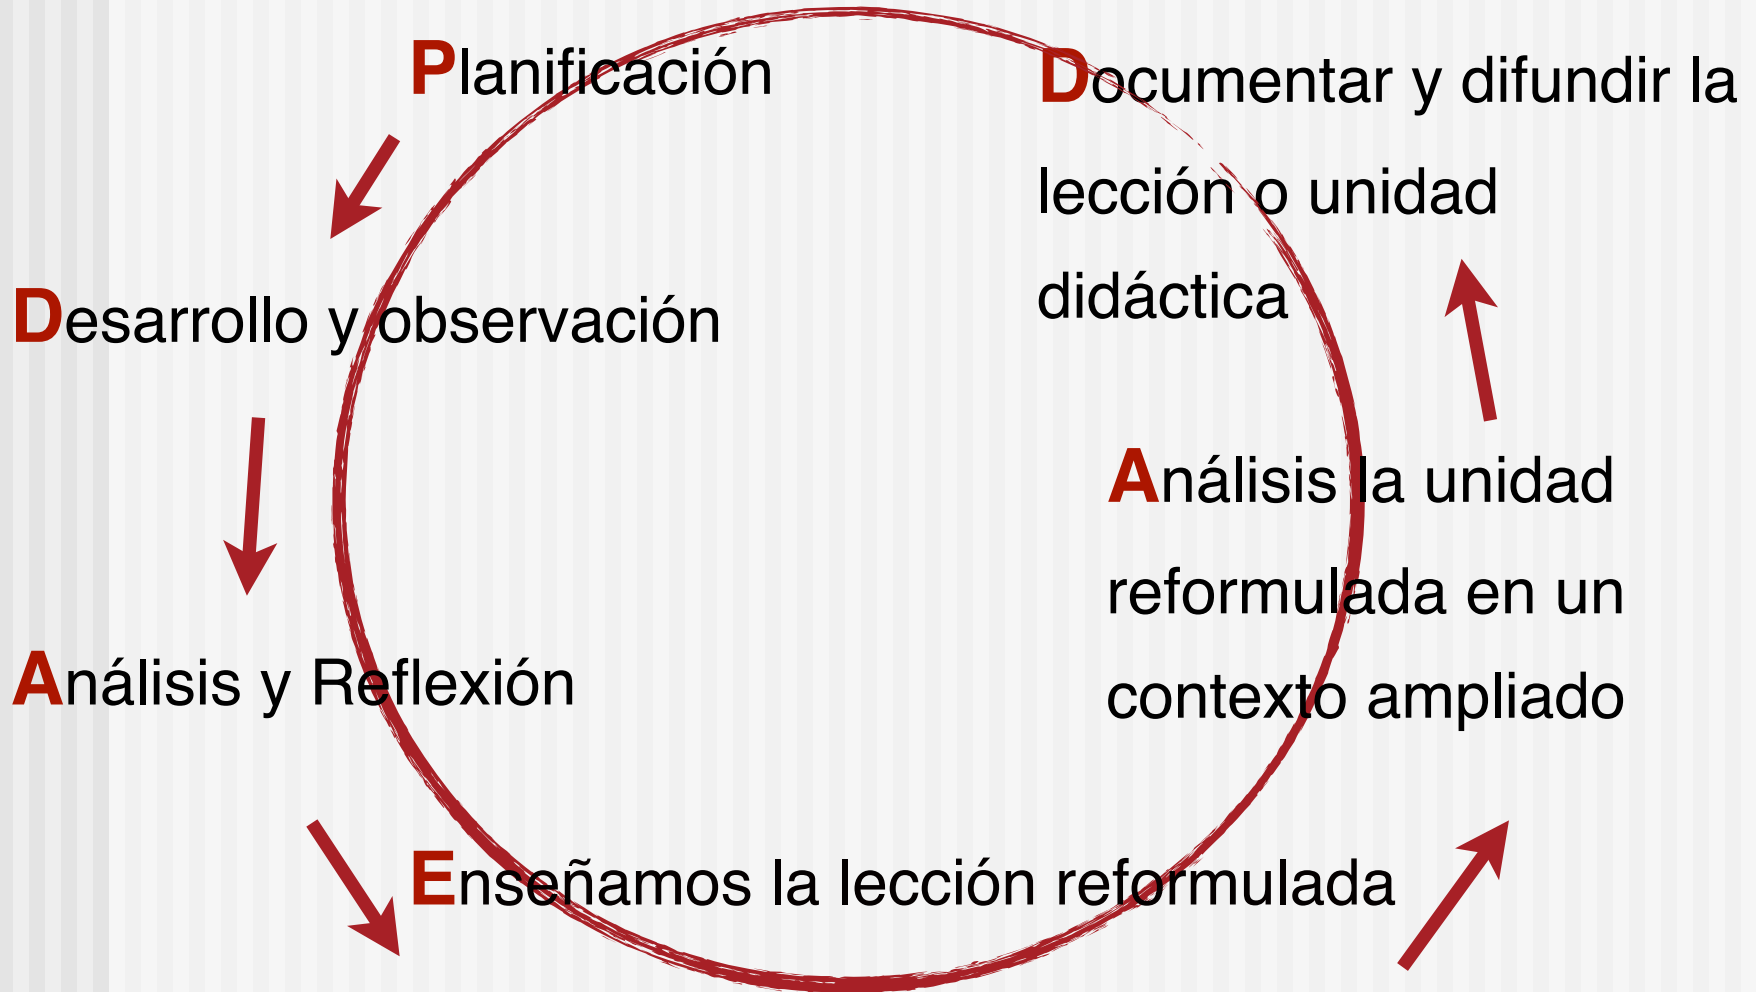 Planificación
Desarrollo y observación
Análisis y Reflexión
Enseñamos la lección reformulada
Análisis la unidad
reformulada en un
contexto ampliado
Documentar y difundir la
lección o unidad
didáctica